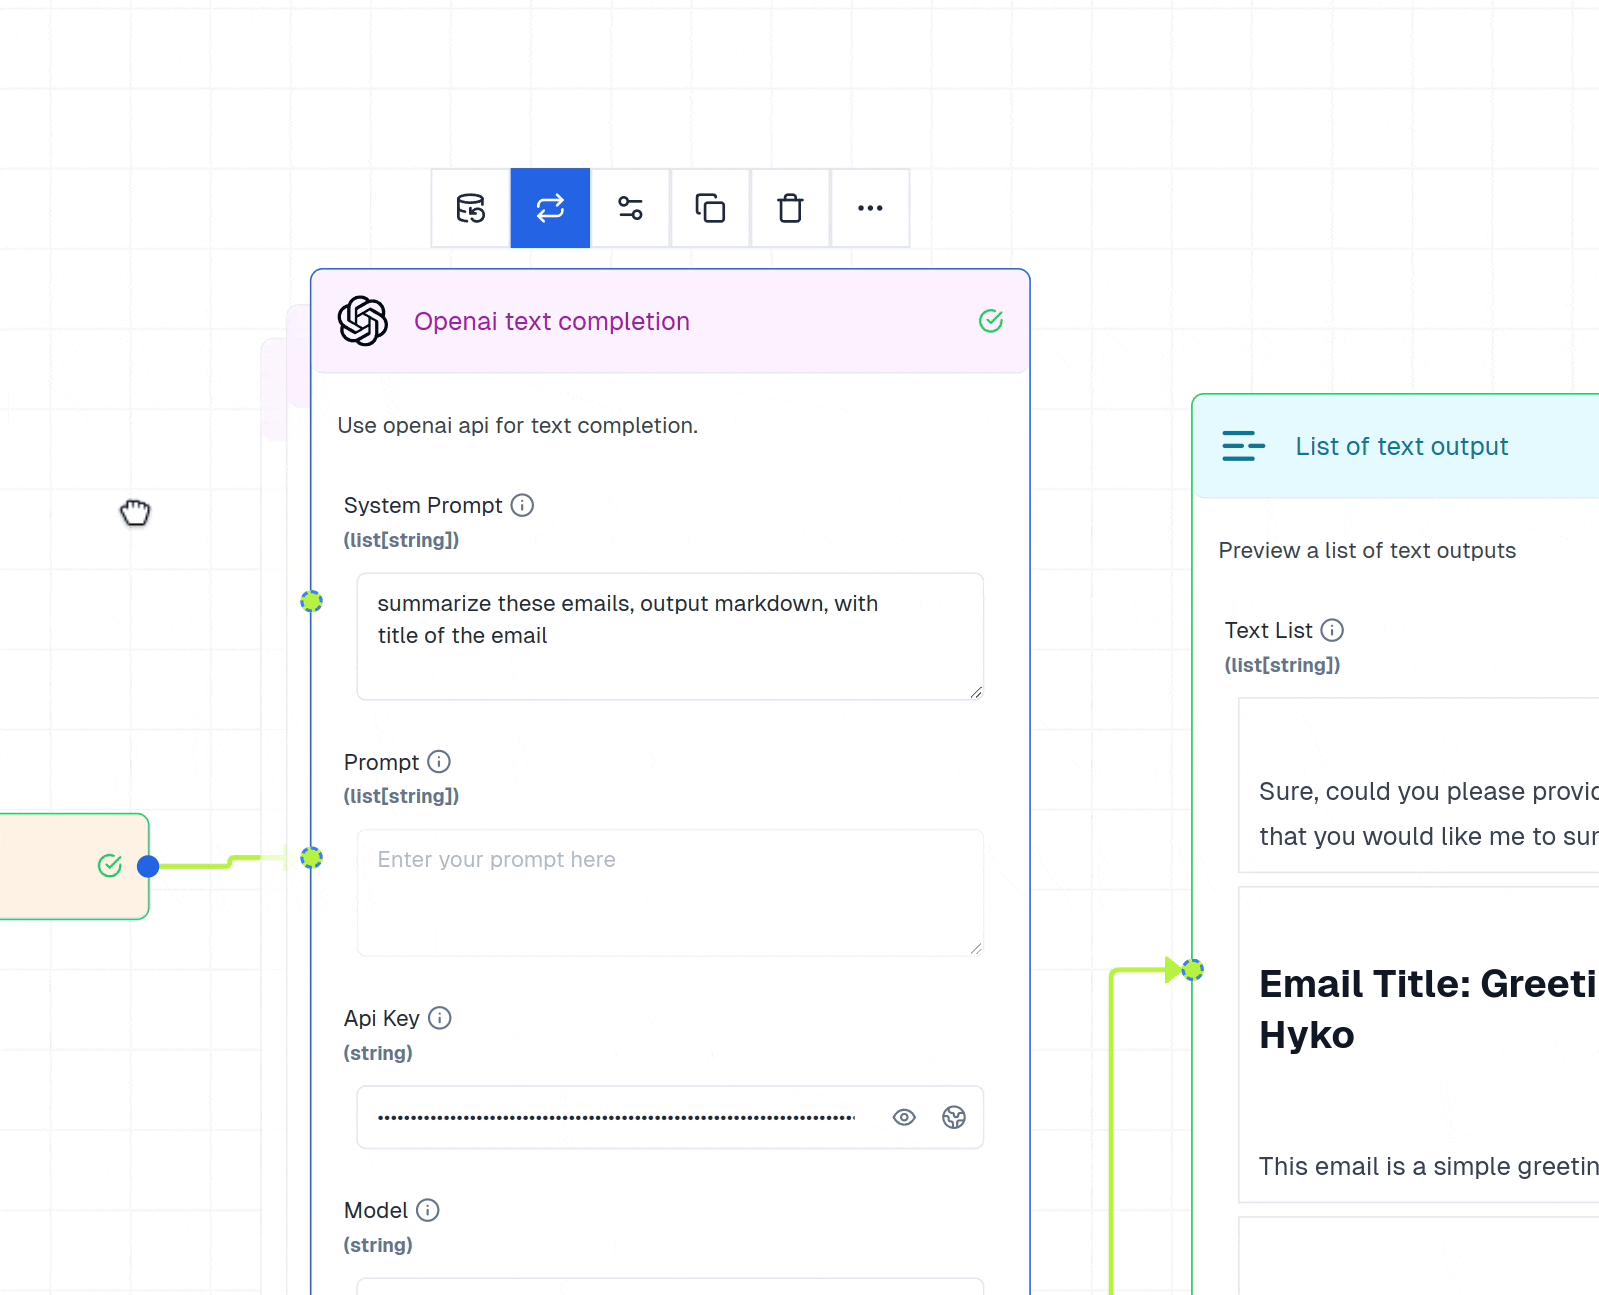 Openai text completion
Use openai api for text completion.
System Prompt
(list[string])
summarize these emails, output markdown, with
title of the email
Prompt
(list[string])
Enter your prompt here
Api Key
(string)
Model
(string)
List of text output
Preview a list of text outputs
Text List
(list[string])
Sure, could you please provic
that you would like me to sur
Email Title: Greeti
Hyko
This email is a simple greetin